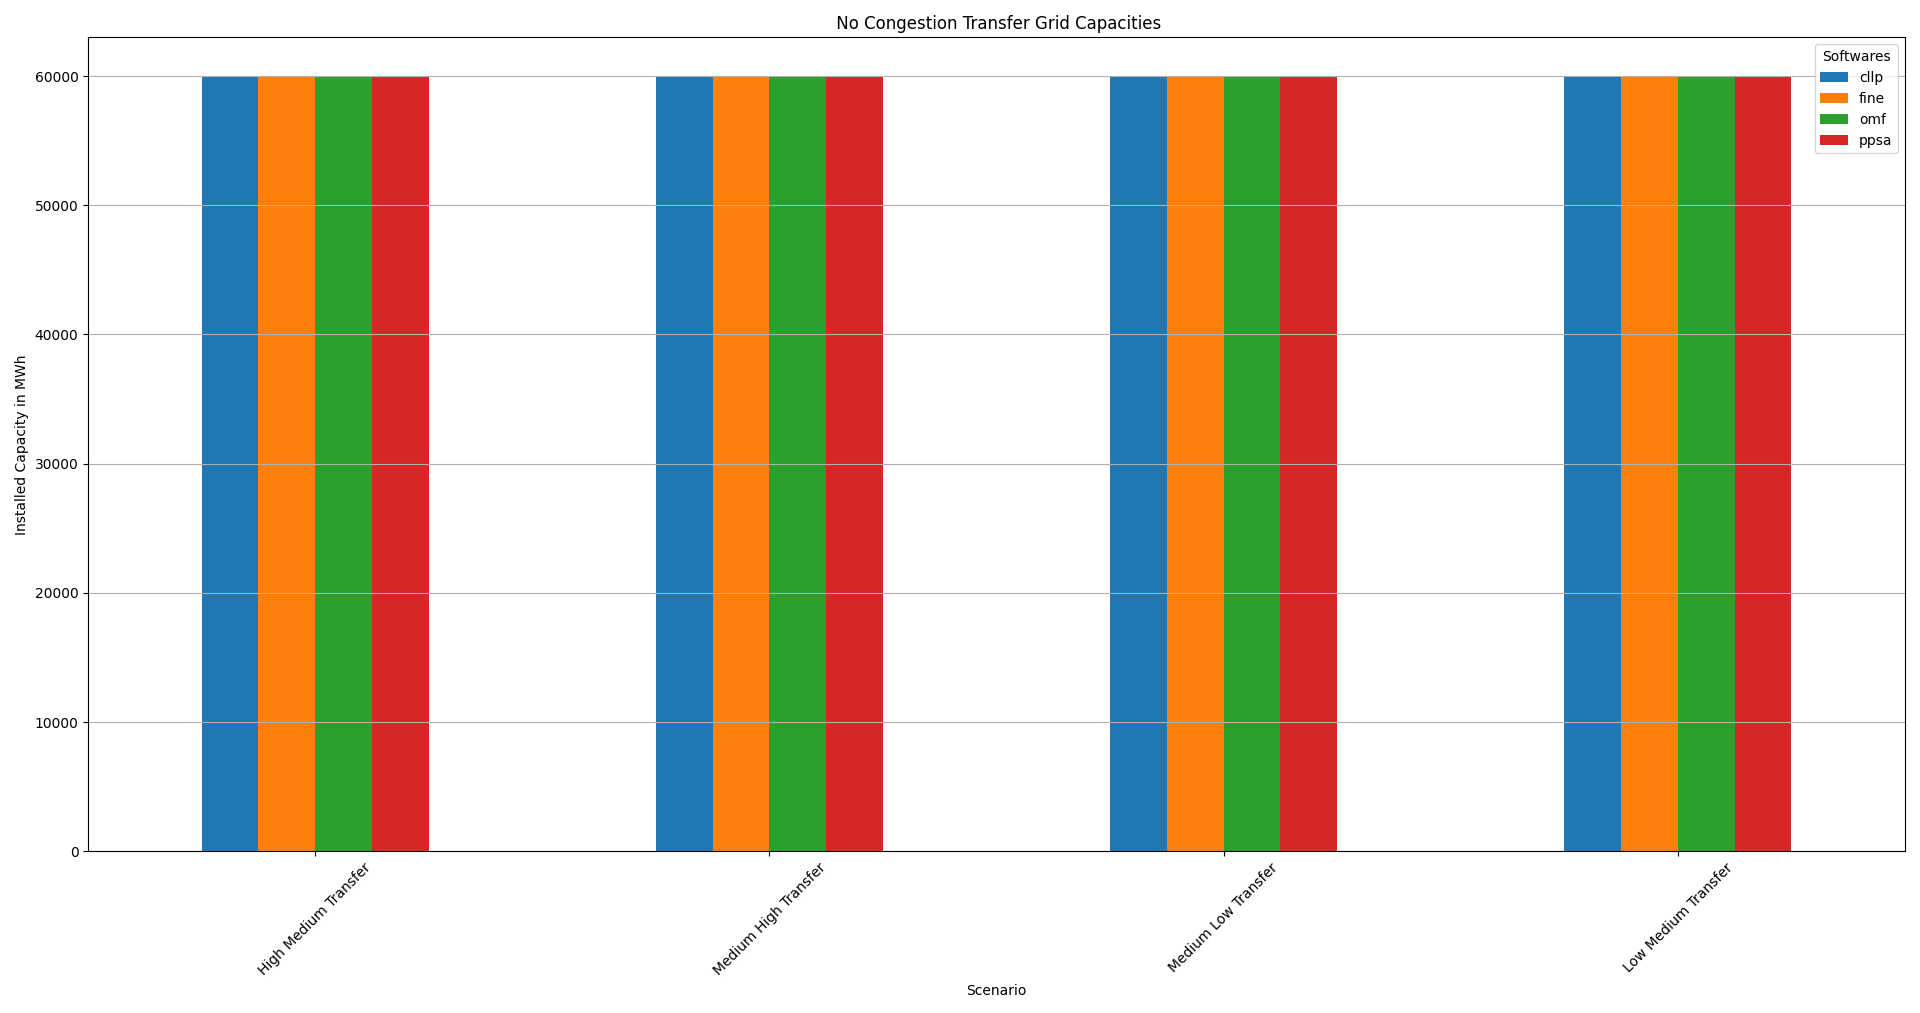 No Congestion Transfer Grid Capacities
Softwares
cllp
fine
omf
ppsa
60000
50000
40000
30000
20000
10000
0
Installed Capacity in MWh
High Medium Transfer
Medium High Transfer
Medium Low Transfer
Low Medium Transfer
Scenario